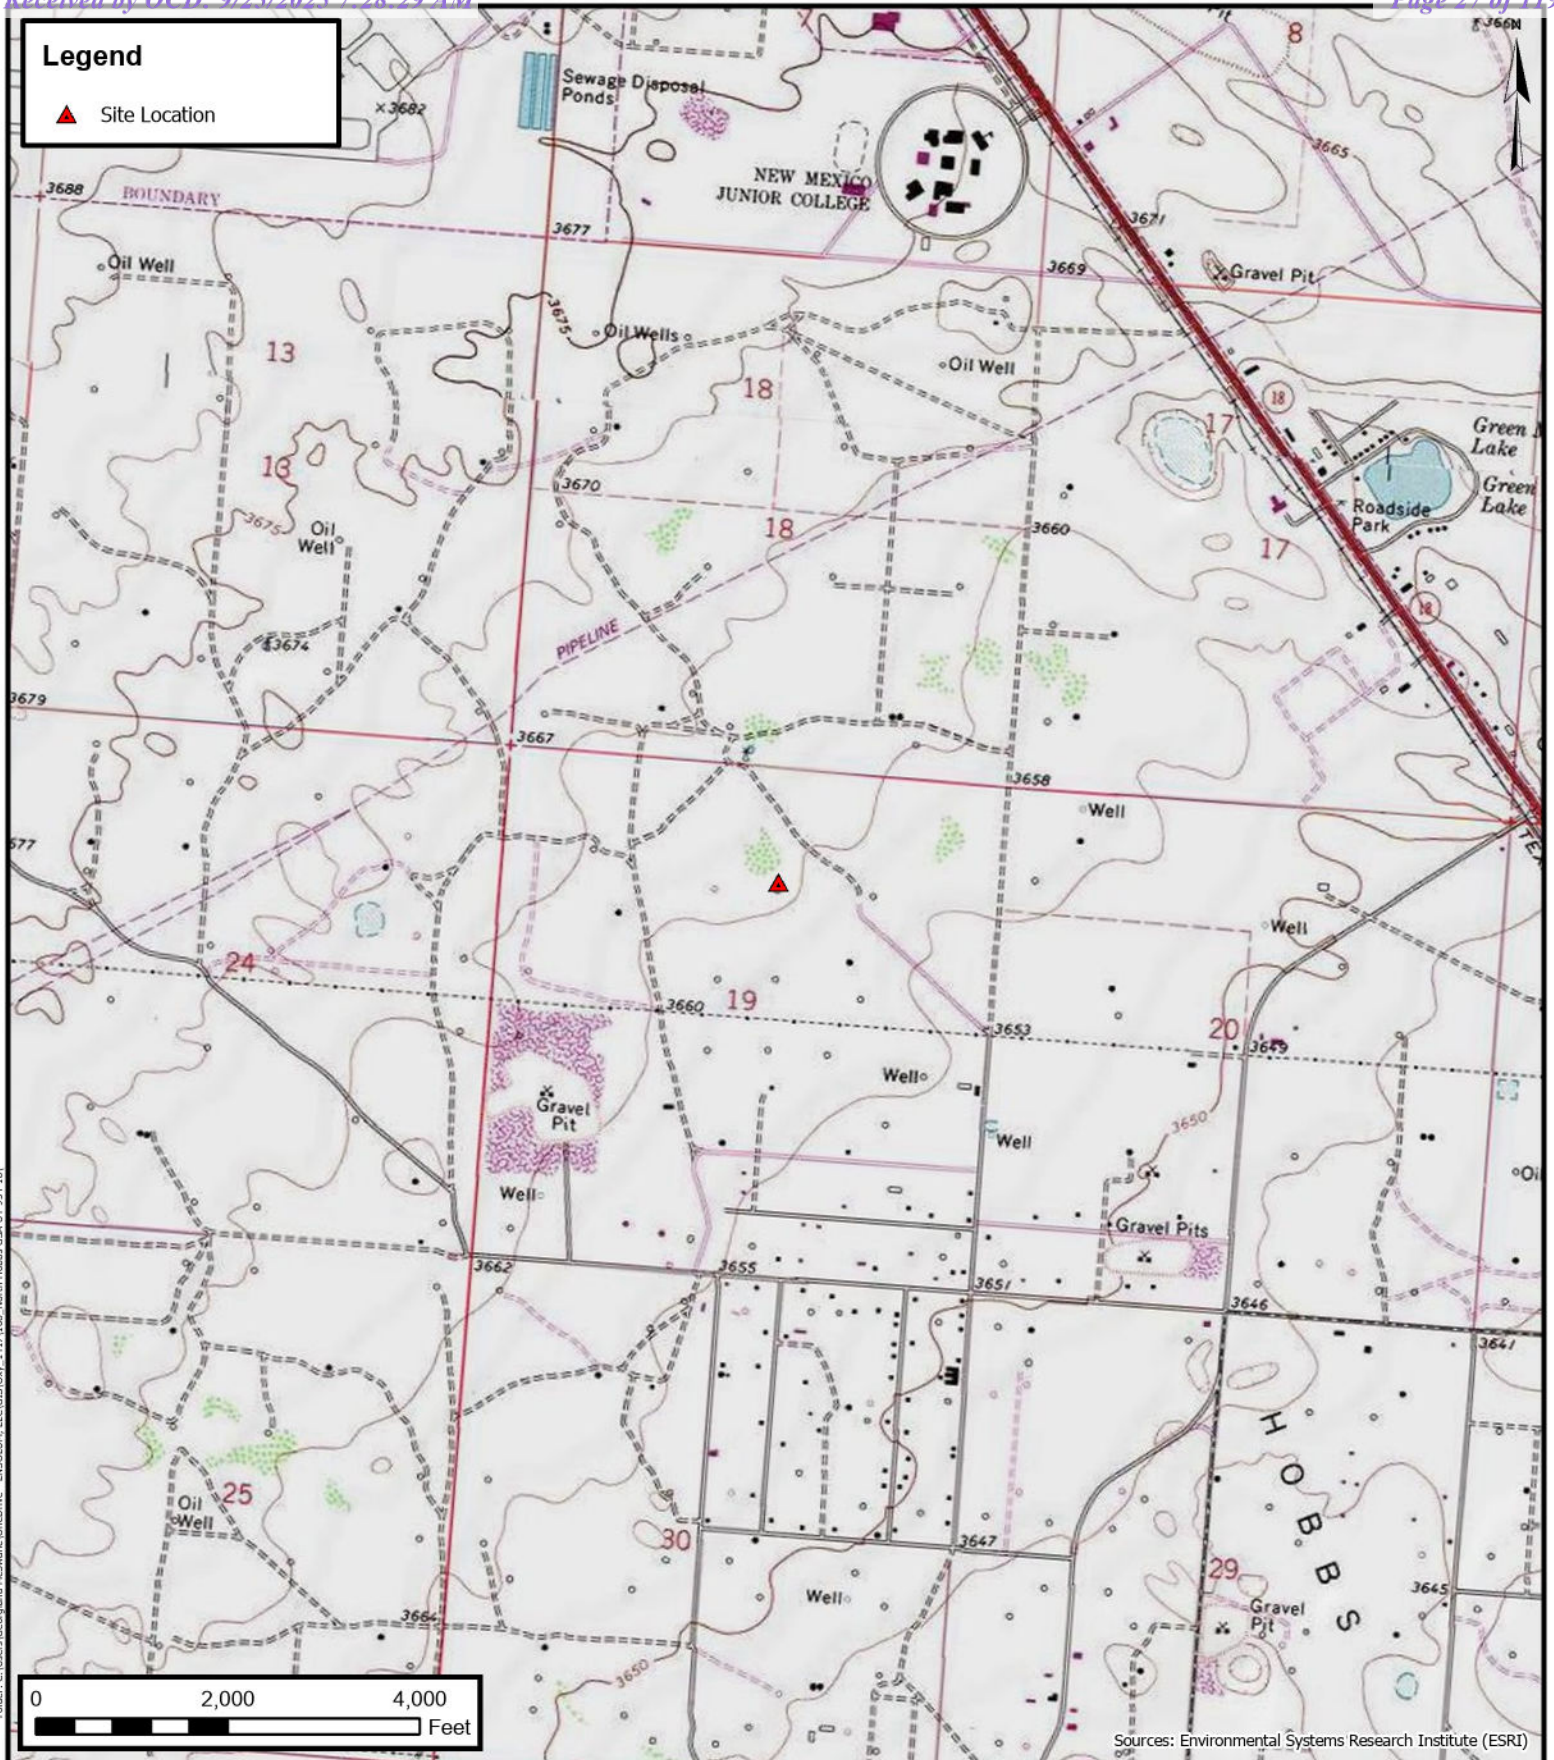 Received by OCD: 9/25/2025 7:28:29 AM
Legend
Site Location
N
8
Sewage Disposal
Ponds
3682
3665
NEW MEXICO
JUNIOR COLLEGE
3688
BOUNDARY
3671
3677
3669
Gravel Pit
Oil Well
3675
Oil Wells
13
Oil Well
18
18
17
Green
Lake
13
3670
Green
Lake
3675
Roadside
Park
Oil
Well
18
3660
17
18
PIPELINE
3674
3679
3667
3658
Well
Well
24
3660
19
3653
20
3649
Well
Gravel
Pit
3650
Well
Well
Gravel Pits
3662
3655
3651
3646
3641
HOBBS
25
Oil
Well
30
3647
29
3645
Well
Gravel
Pit
3664
3650
0 2,000 4,000
Feet
Sources: Environmental Systems Research Institute (ESRI)